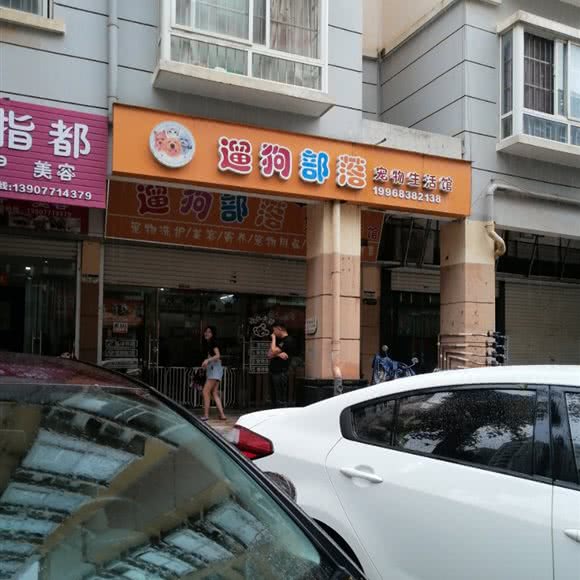 指都
美容
线:13907714379
遛狗部落
宠物生活馆
19968382138
遛狗部落
宠物洗护/美容/寄养/宠物用品